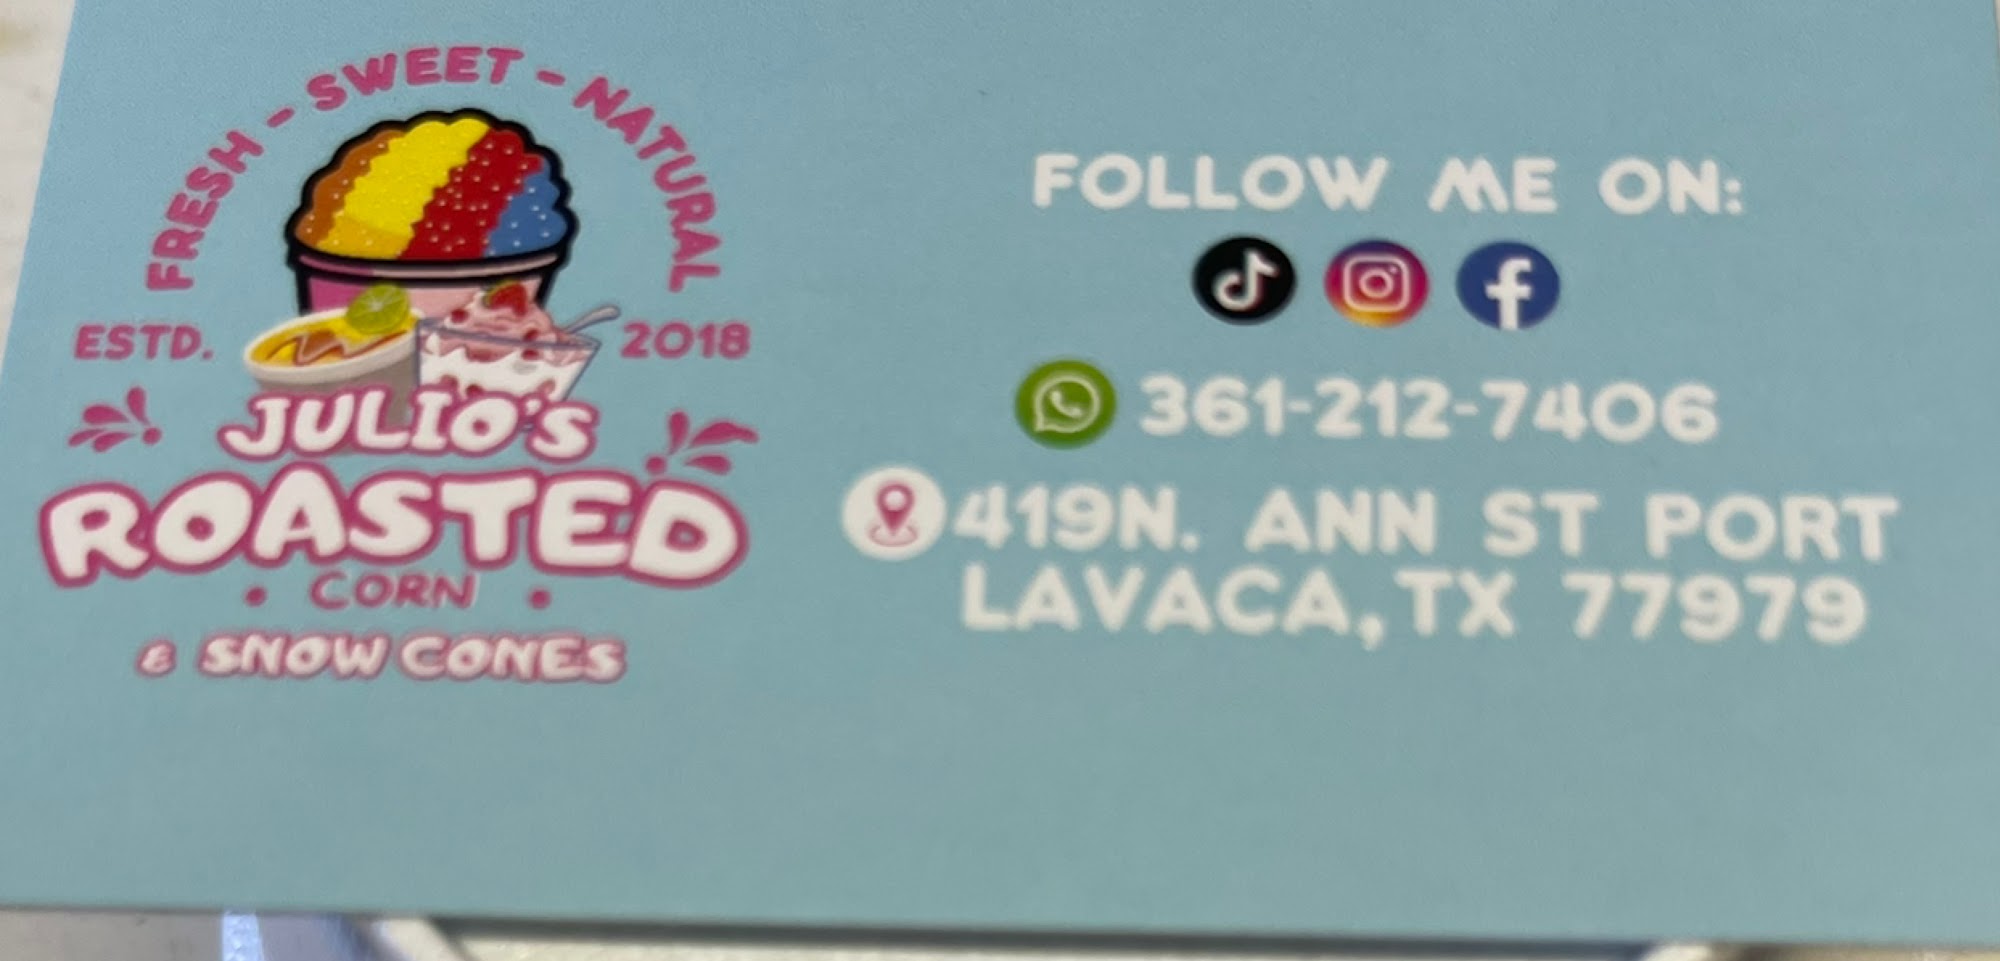 FRESH - SWEET - NATURAL
ESTD. 2018
JULIO'S
ROASTED
• CORN •
& SNOW CONES
FOLLOW ME ON:
361-212-7406
419N. ANN ST PORT
LAVACA,TX 77979